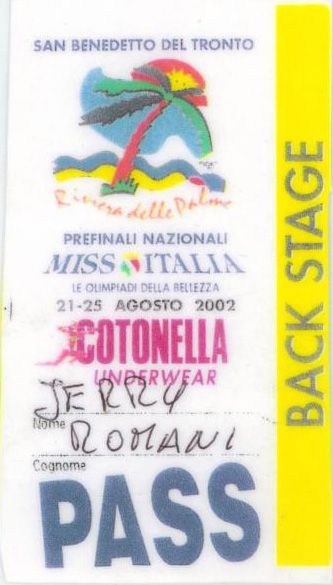 SAN BENEDETTO DEL TRONTO
Riviera delle Palme
PREFINALI NAZIONALI
MISS ITALIA
LE OLIMPIADI DELLA BELLEZZA
21-25 AGOSTO 2002
COTONELLA
UNDERWEAR
JERRY
Nome
ROMANI
Cognome
PASS
BACK STAGE